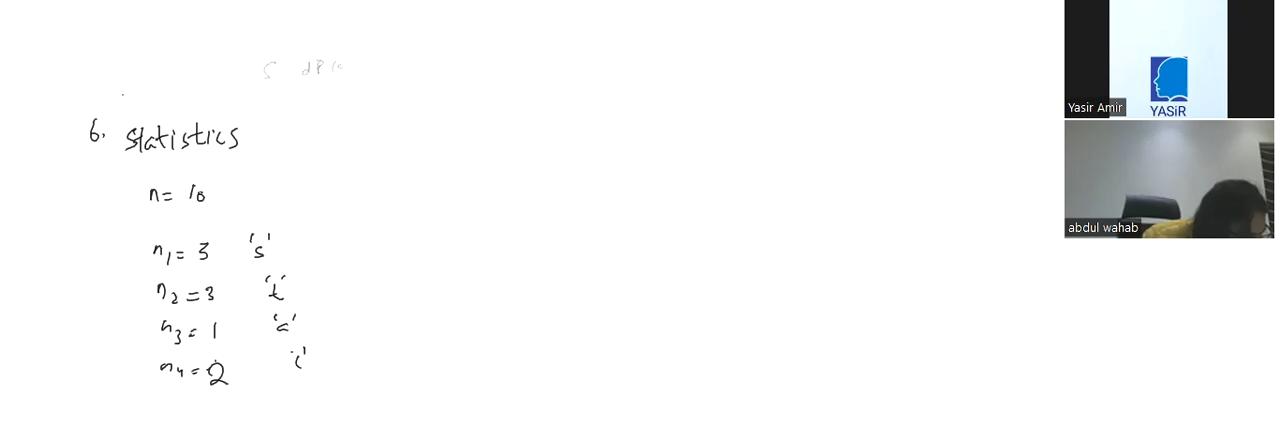 6. statistics
n = 10
n1 = 3 's'
n2 = 3 't'
n3 = 1 'a'
n4 = 2 'i'
Yasir Amir
YASiR
abdul wahab